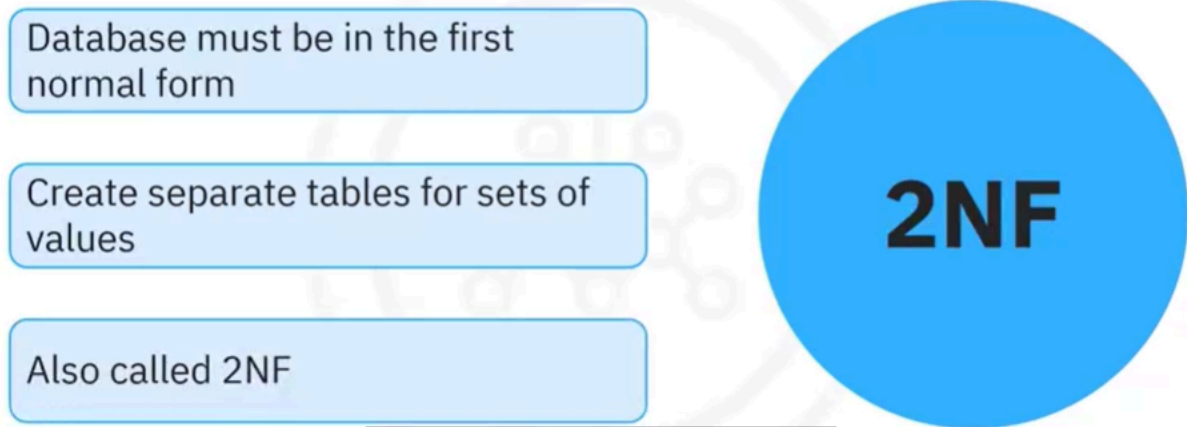 Database must be in the first
normal form
Create separate tables for sets of
values
Also called 2NF
2NF